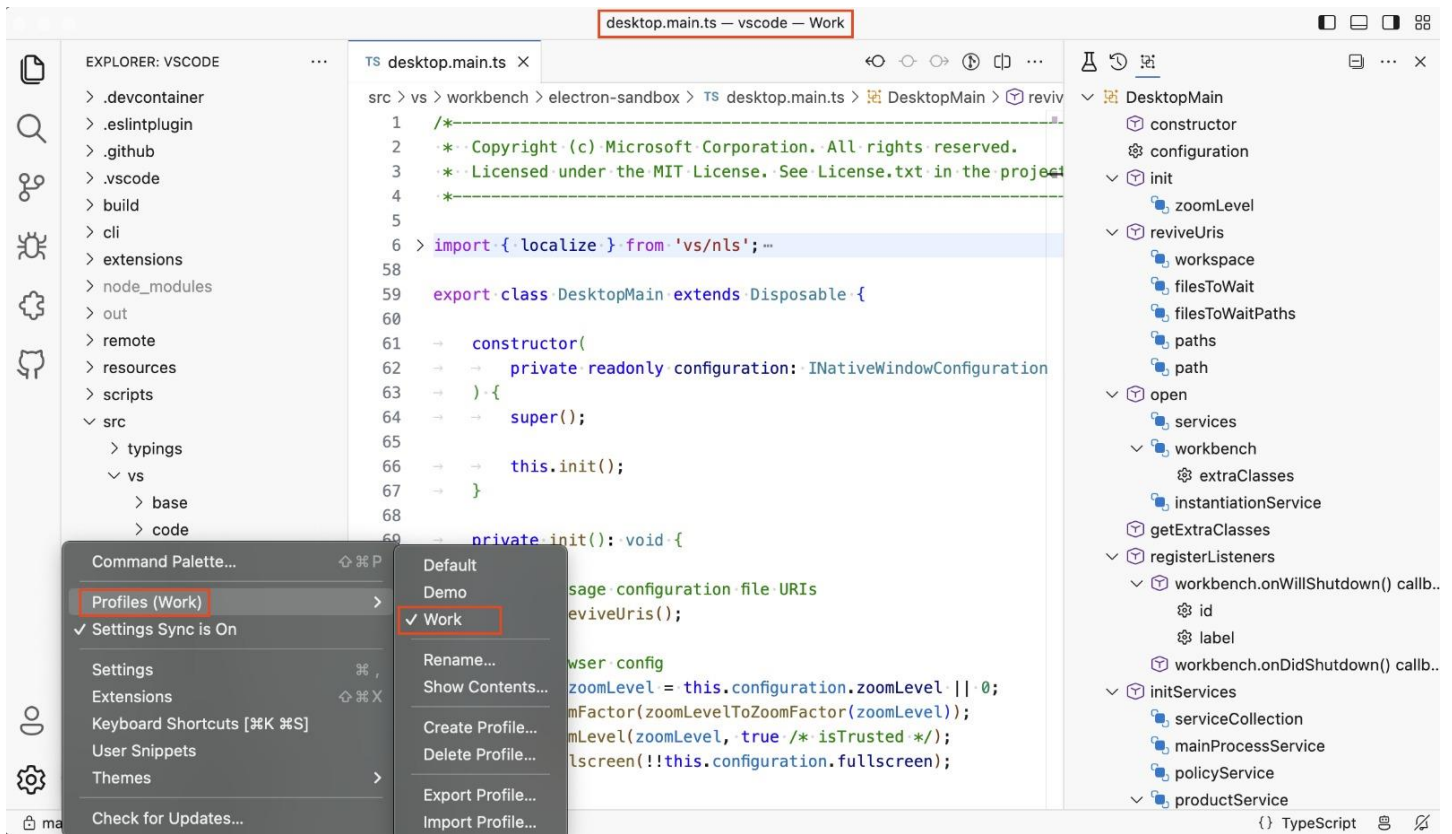 desktop.main.ts — vscode — Work
EXPLORER: VSCODE
.devcontainer
.eslintplugin
.github
.vscode
build
cli
extensions
node_modules
out
remote
resources
scripts
src
typings
vs
base
code
TS desktop.main.ts
src > vs > workbench > electron-sandbox > TS desktop.main.ts > DesktopMain > reviv
1 /*---------------------------------------------------------------
2 * Copyright (c) Microsoft Corporation. All rights reserved.
3 * Licensed under the MIT License. See License.txt in the project
4 *---------------------------------------------------------------
5
6 import { localize } from 'vs/nls'; …
58
59 export class DesktopMain extends Disposable {
60
61 constructor(
62 private readonly configuration: INativeWindowConfiguration
63 ) {
64 super();
65
66 this.init();
67 }
68
69 private init(): void {
sage configuration file URIs
eviveUris();
wser config
zoomLevel = this.configuration.zoomLevel || 0;
mFactor(zoomLevelToZoomFactor(zoomLevel));
mLevel(zoomLevel, true /* isTrusted */);
lscreen(!!this.configuration.fullscreen);
Command Palette... ⇧⌘P
Profiles (Work)
✓ Settings Sync is On
Settings ⌘,
Extensions ⇧⌘X
Keyboard Shortcuts [⌘K ⌘S]
User Snippets
Themes
Check for Updates...
Default
Demo
✓ Work
Rename...
Show Contents...
Create Profile...
Delete Profile...
Export Profile...
Import Profile...
DesktopMain
constructor
configuration
init
zoomLevel
reviveUris
workspace
filesToWait
filesToWaitPaths
paths
path
open
services
workbench
extraClasses
instantiationService
getExtraClasses
registerListeners
workbench.onWillShutdown() callb...
id
label
workbench.onDidShutdown() callb...
initServices
serviceCollection
mainProcessService
policyService
productService
ma
{} TypeScript